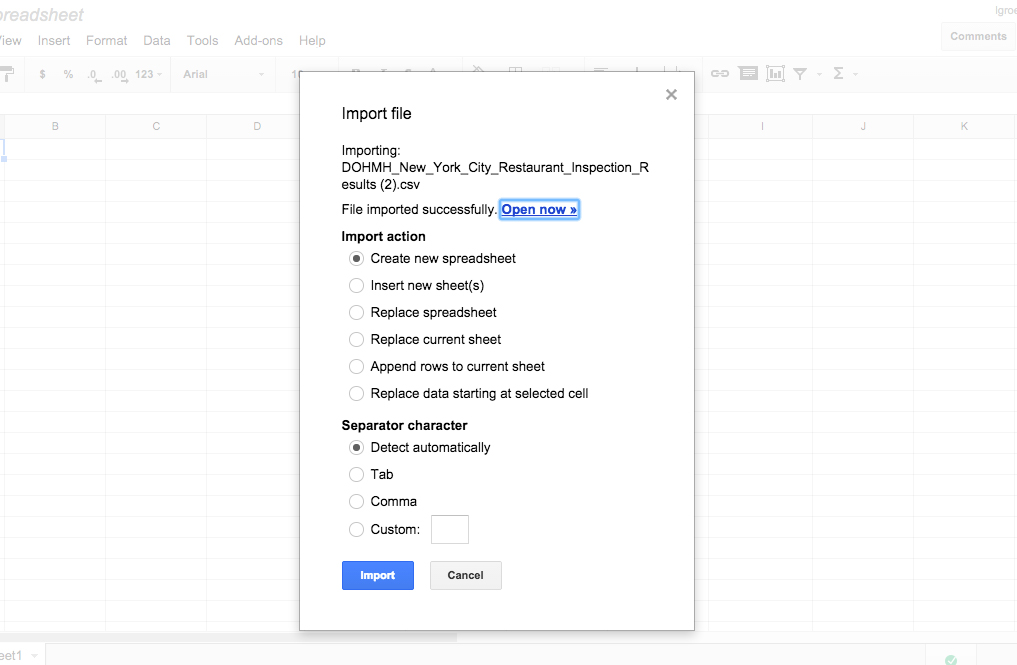 preadsheet
lgroe
View Insert Format Data Tools Add-ons Help
Comments
$ % .0 .00 123 Arial 10
B C D I J K
Import file
Importing:
DOHMH_New_York_City_Restaurant_Inspection_R
esults (2).csv
File imported successfully. Open now »
Import action
Create new spreadsheet
Insert new sheet(s)
Replace spreadsheet
Replace current sheet
Append rows to current sheet
Replace data starting at selected cell
Separator character
Detect automatically
Tab
Comma
Custom:
Import Cancel
eet1